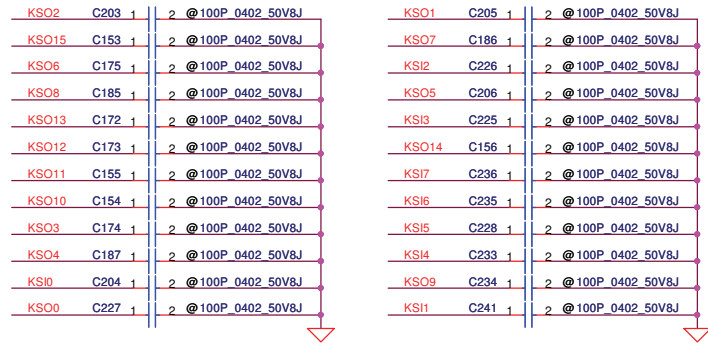 KSO2 C203 1 2 @100P_0402_50V8J
KSO15 C153 1 2 @100P_0402_50V8J
KSO6 C175 1 2 @100P_0402_50V8J
KSO8 C185 1 2 @100P_0402_50V8J
KSO13 C172 1 2 @100P_0402_50V8J
KSO12 C173 1 2 @100P_0402_50V8J
KSO11 C155 1 2 @100P_0402_50V8J
KSO10 C154 1 2 @100P_0402_50V8J
KSO3 C174 1 2 @100P_0402_50V8J
KSO4 C187 1 2 @100P_0402_50V8J
KSI0 C204 1 2 @100P_0402_50V8J
KSO0 C227 1 2 @100P_0402_50V8J
KSO1 C205 1 2 @100P_0402_50V8J
KSO7 C186 1 2 @100P_0402_50V8J
KSI2 C226 1 2 @100P_0402_50V8J
KSO5 C206 1 2 @100P_0402_50V8J
KSI3 C225 1 2 @100P_0402_50V8J
KSO14 C156 1 2 @100P_0402_50V8J
KSI7 C236 1 2 @100P_0402_50V8J
KSI6 C235 1 2 @100P_0402_50V8J
KSI5 C228 1 2 @100P_0402_50V8J
KSI4 C233 1 2 @100P_0402_50V8J
KSO9 C234 1 2 @100P_0402_50V8J
KSI1 C241 1 2 @100P_0402_50V8J